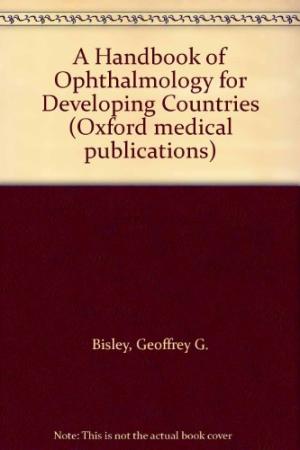 A Handbook of
Ophthalmology for
Developing Countries
(Oxford medical
publications)
Bisley, Geoffrey G.
Note: This is not the actual book cover